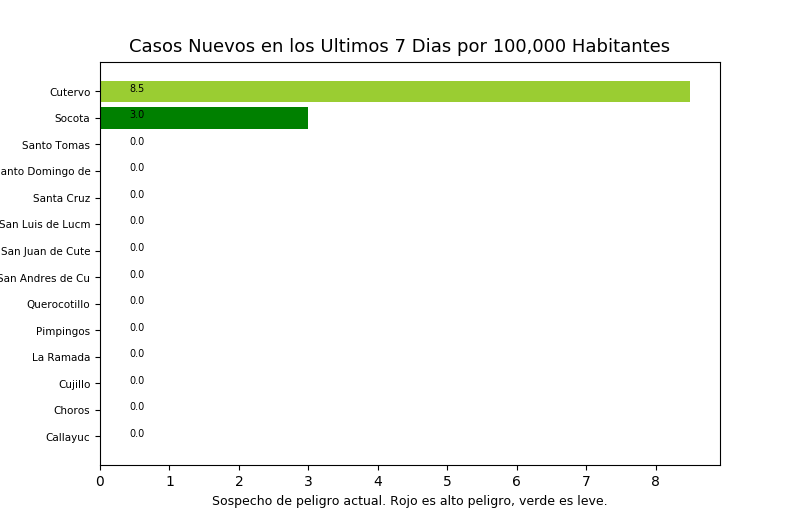 Casos Nuevos en los Ultimos 7 Dias por 100,000 Habitantes
Cutervo 8.5
Socota 3.0
Santo Tomas 0.0
anto Domingo de 0.0
Santa Cruz 0.0
San Luis de Lucm 0.0
San Juan de Cute 0.0
San Andres de Cu 0.0
Querocotillo 0.0
Pimpingos 0.0
La Ramada 0.0
Cujillo 0.0
Choros 0.0
Callayuc 0.0
0 1 2 3 4 5 6 7 8
Sospecho de peligro actual. Rojo es alto peligro, verde es leve.